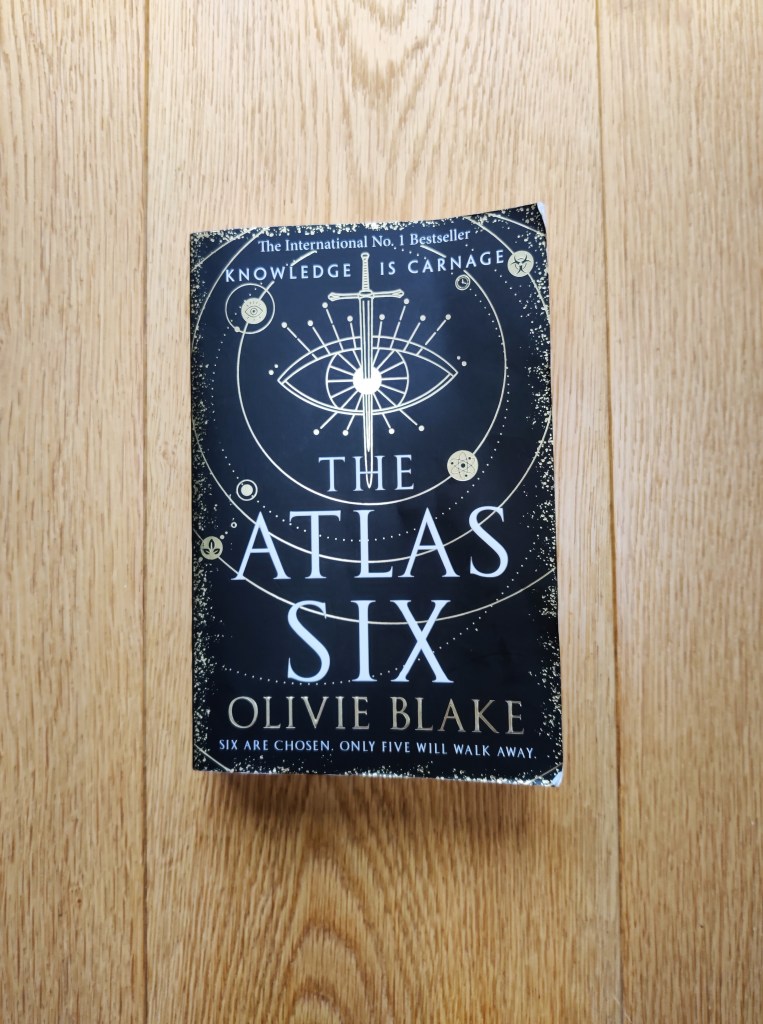 The International No. 1 Bestseller
KNOWLEDGE IS CARNAGE
THE
ATLAS
SIX
OLIVIE BLAKE
SIX ARE CHOSEN. ONLY FIVE WILL WALK AWAY.